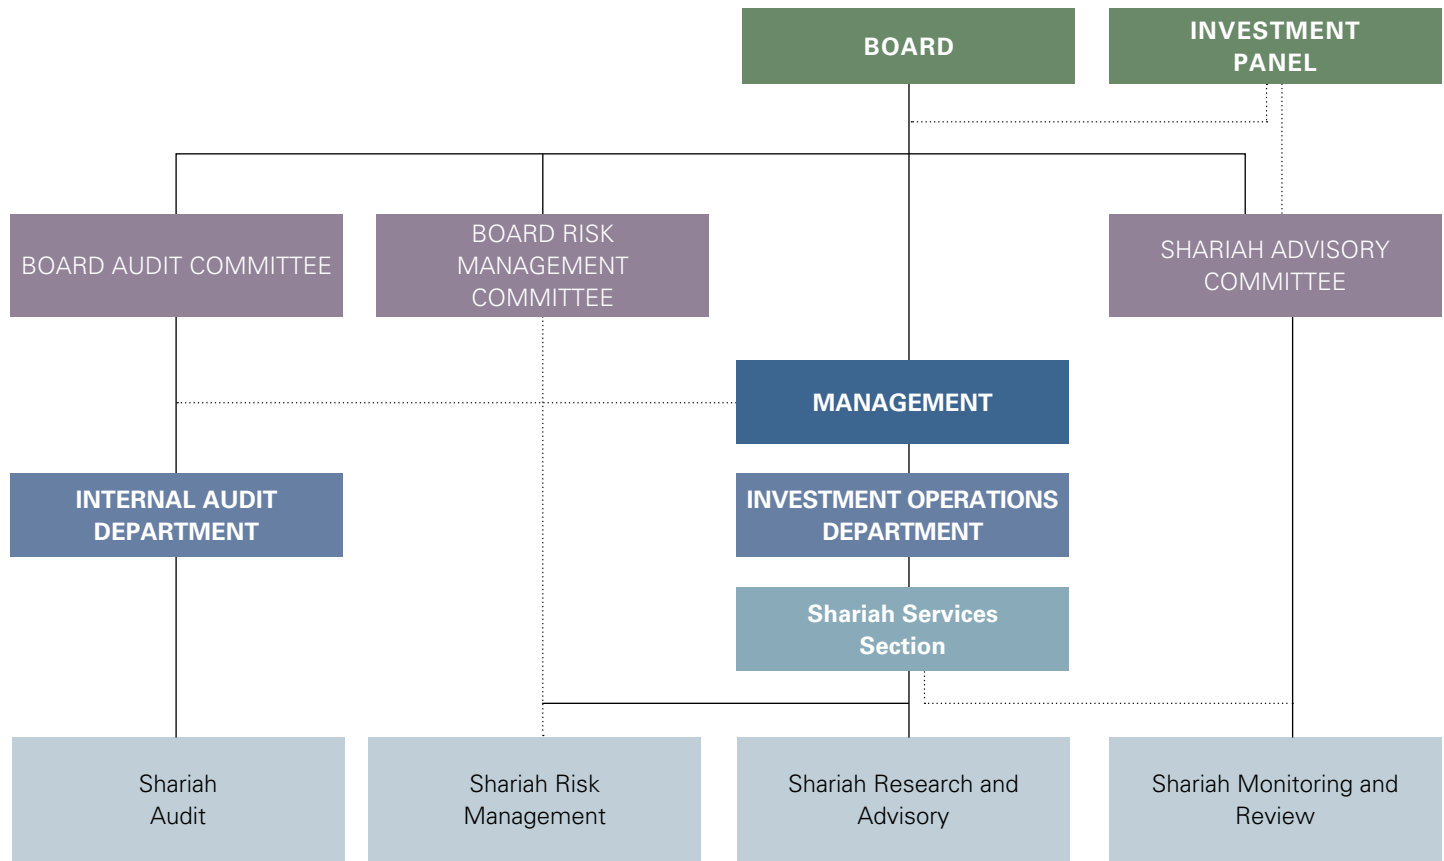 BOARD
INVESTMENT
PANEL
BOARD AUDIT COMMITTEE
BOARD RISK
MANAGEMENT
COMMITTEE
SHARIAH ADVISORY
COMMITTEE
MANAGEMENT
INTERNAL AUDIT
DEPARTMENT
INVESTMENT OPERATIONS
DEPARTMENT
Shariah Services
Section
Shariah
Audit
Shariah Risk
Management
Shariah Research and
Advisory
Shariah Monitoring and
Review